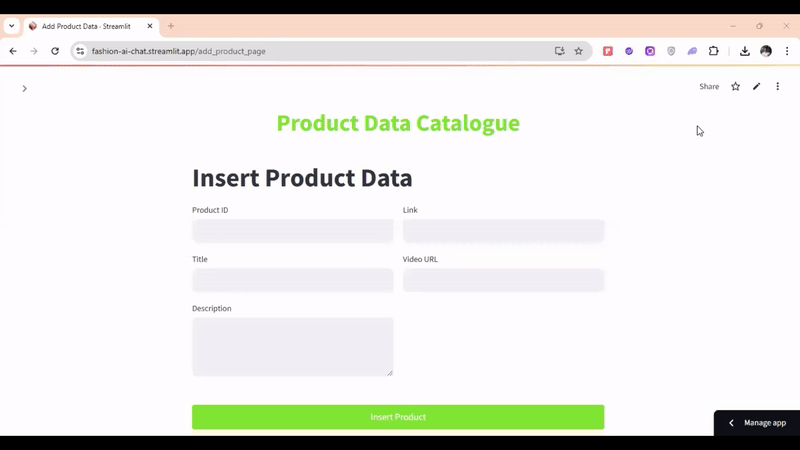 Add Product Data · Streamlit
fashion-ai-chat.streamlit.app/add_product_page
Share
Product Data Catalogue
Insert Product Data
Product ID
Link
Title
Video URL
Description
Insert Product
Manage app